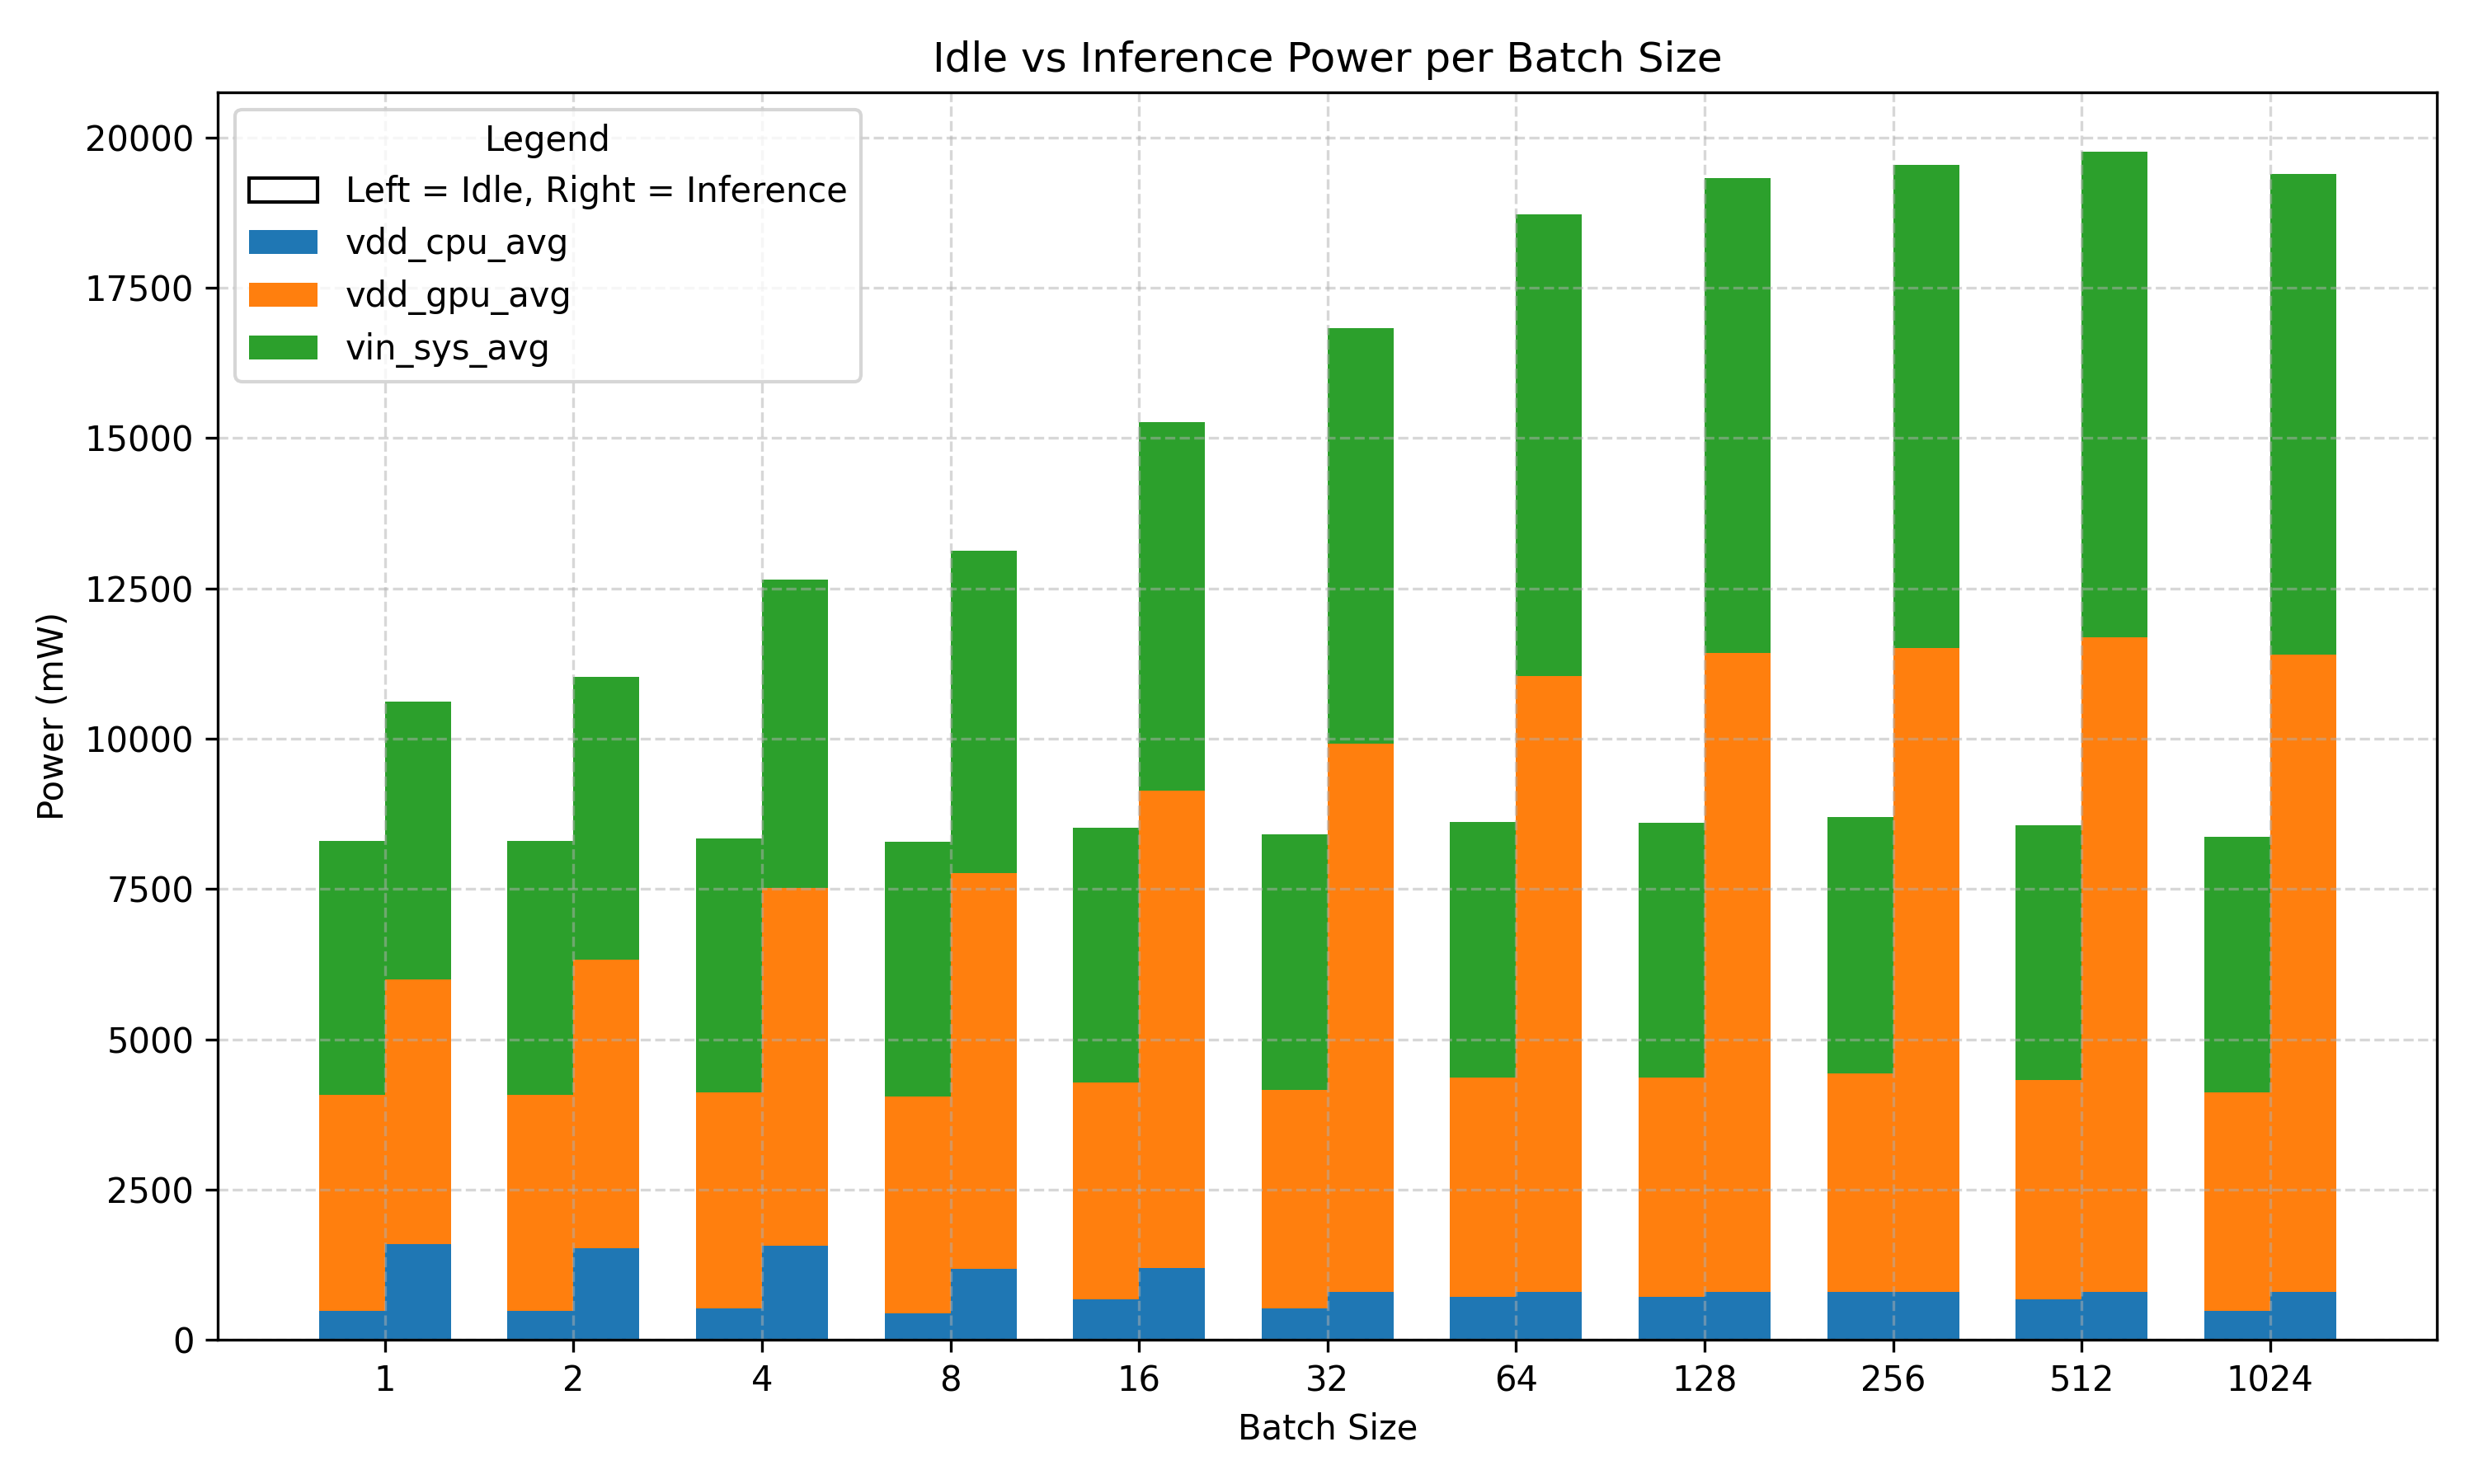 Idle vs Inference Power per Batch Size
Legend
Left = Idle, Right = Inference
vdd_cpu_avg
vdd_gpu_avg
vin_sys_avg
Power (mW)
20000
17500
15000
12500
10000
7500
5000
2500
0
1 2 4 8 16 32 64 128 256 512 1024
Batch Size